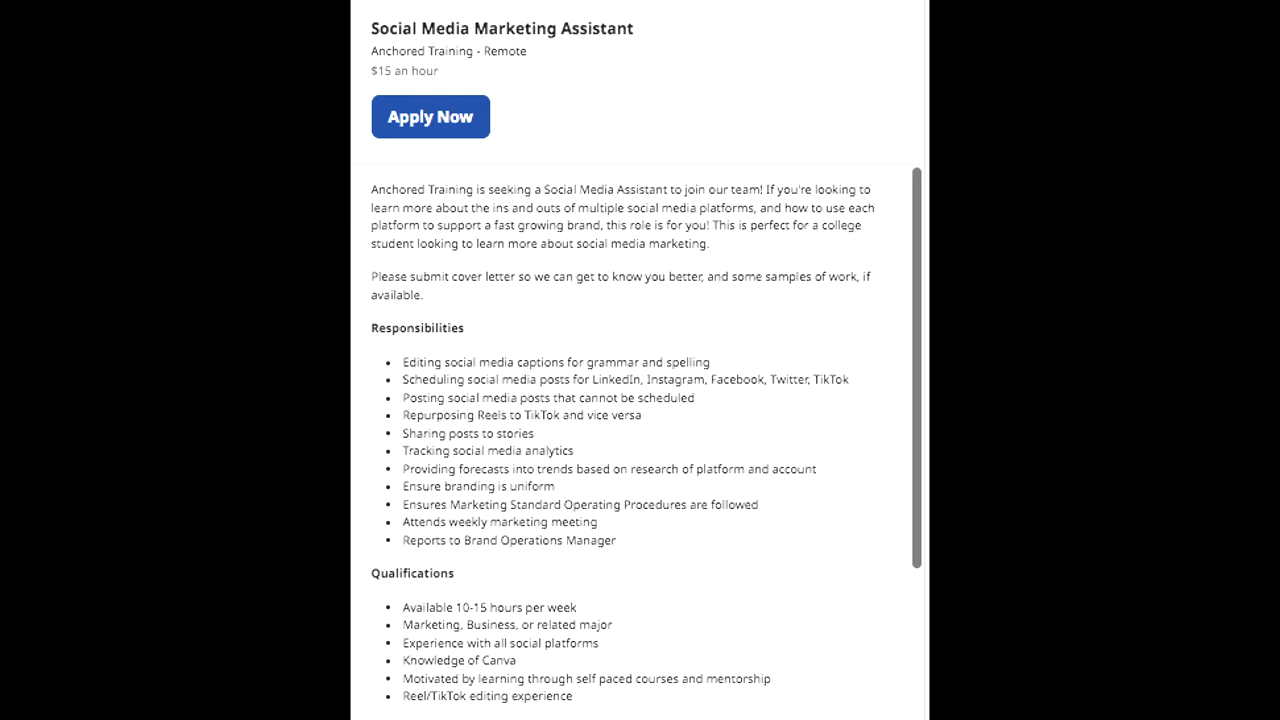 Social Media Marketing Assistant
Anchored Training - Remote
$15 an hour
Apply Now
Anchored Training is seeking a Social Media Assistant to join our team! If you're looking to
learn more about the ins and outs of multiple social media platforms, and how to use each
platform to support a fast growing brand, this role is for you! This is perfect for a college
student looking to learn more about social media marketing.
Please submit cover letter so we can get to know you better, and some samples of work, if
available.
Responsibilities
• Editing social media captions for grammar and spelling
• Scheduling social media posts for LinkedIn, Instagram, Facebook, Twitter, TikTok
• Posting social media posts that cannot be scheduled
• Repurposing Reels to TikTok and vice versa
• Sharing posts to stories
• Tracking social media analytics
• Providing forecasts into trends based on research of platform and account
• Ensure branding is uniform
• Ensures Marketing Standard Operating Procedures are followed
• Attends weekly marketing meeting
• Reports to Brand Operations Manager
Qualifications
• Available 10-15 hours per week
• Marketing, Business, or related major
• Experience with all social platforms
• Knowledge of Canva
• Motivated by learning through self paced courses and mentorship
• Reel/TikTok editing experience